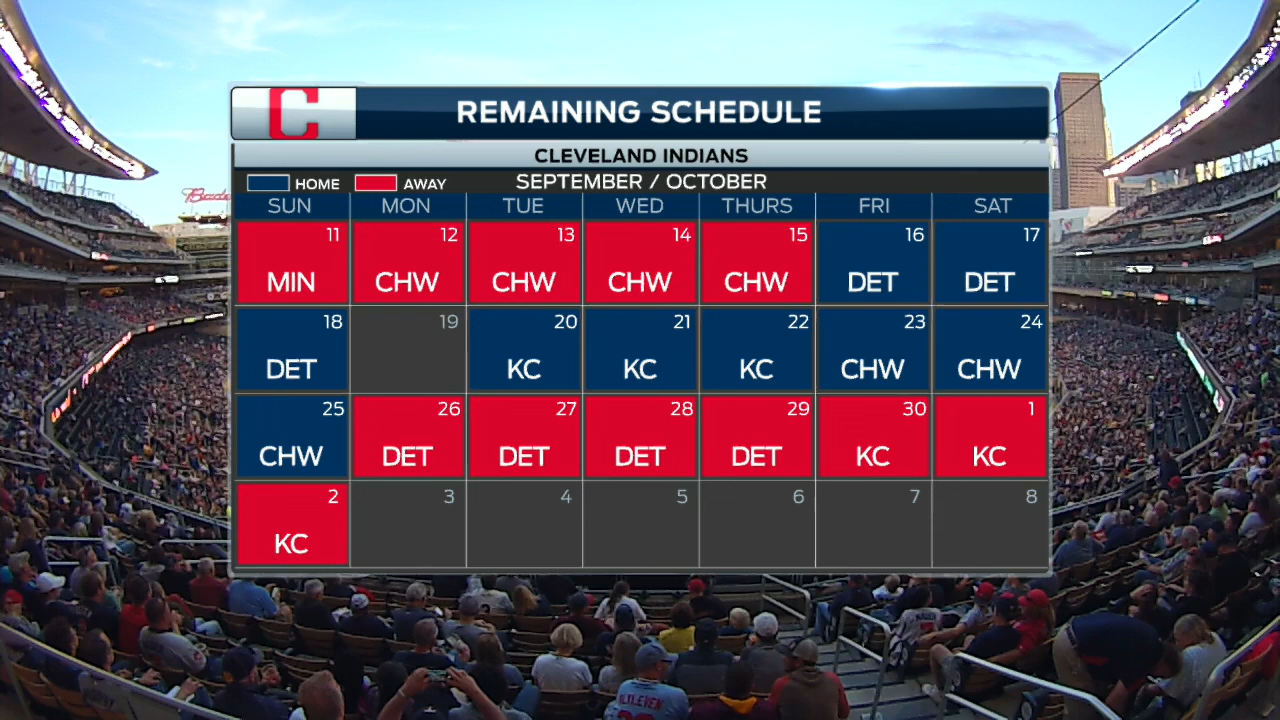 C
REMAINING SCHEDULE
CLEVELAND INDIANS
HOME AWAY SEPTEMBER / OCTOBER
SUN MON TUE WED THURS FRI SAT
11 12 13 14 15 16 17
MIN CHW CHW CHW CHW DET DET
18 19 20 21 22 23 24
DET KC KC KC CHW CHW
25 26 27 28 29 30 1
CHW DET DET DET DET KC KC
2 3 4 5 6 7 8
KC